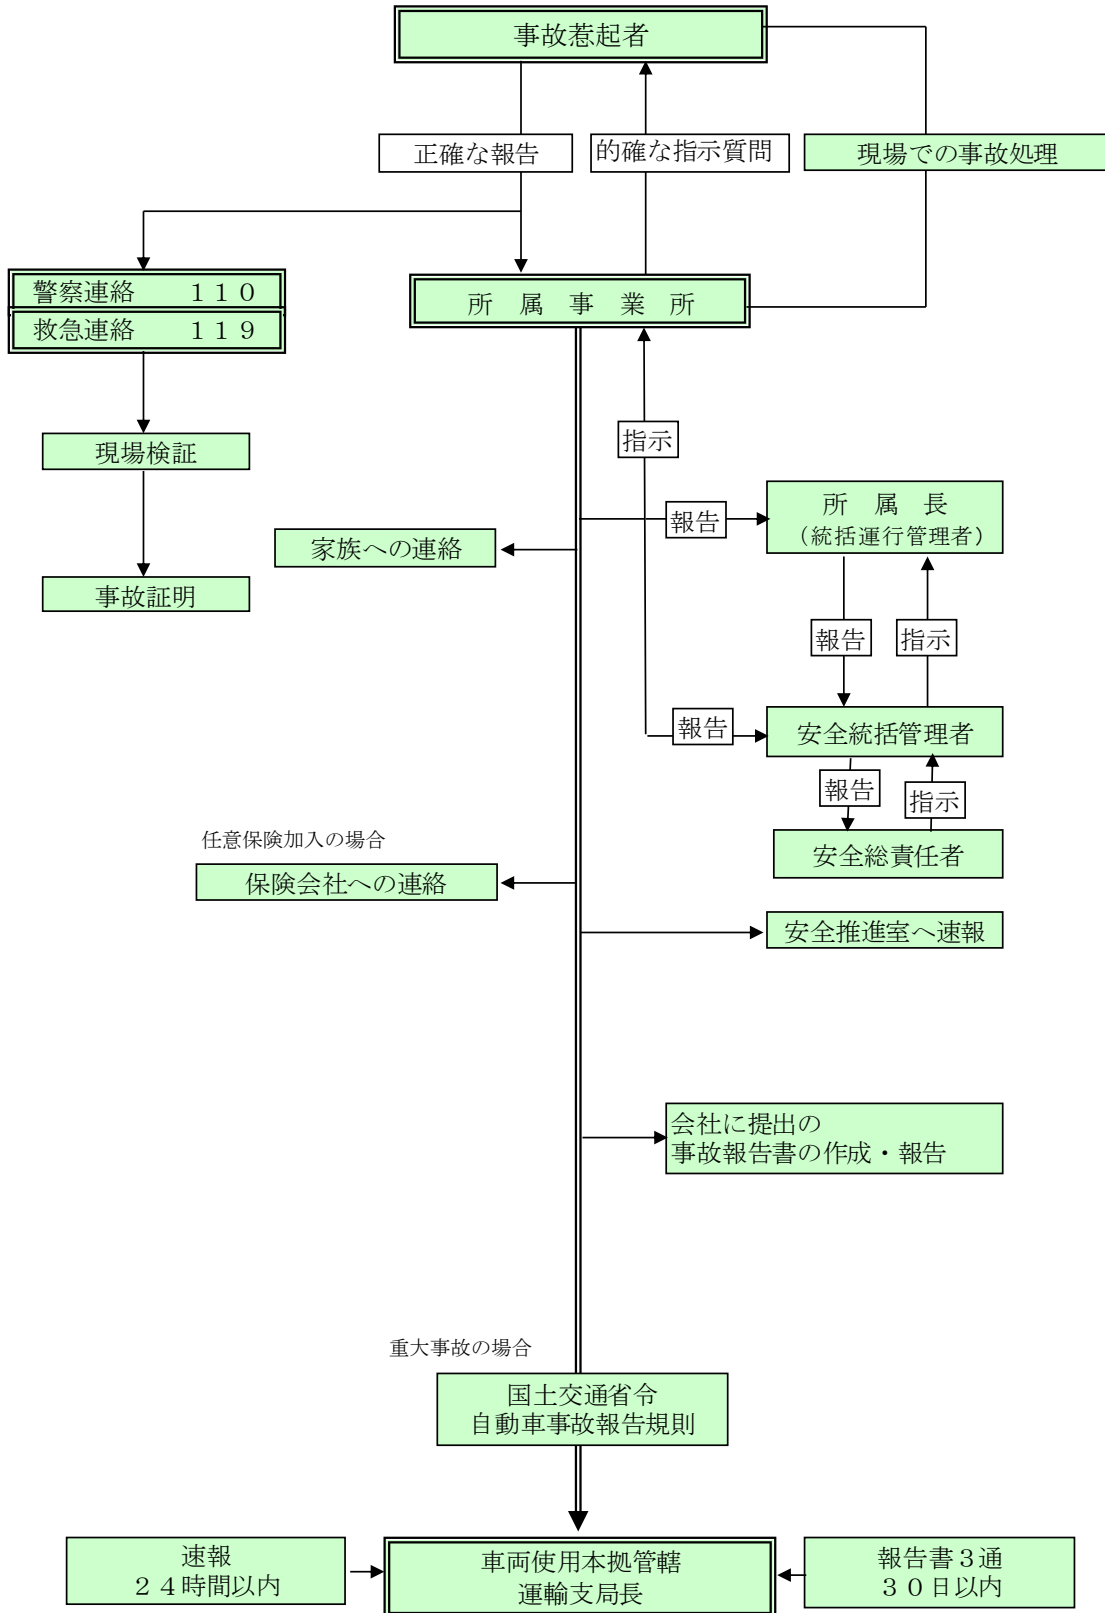 事故惹起者
正確な報告
的確な指示質問
現場での事故処理
警察連絡　　１１０
救急連絡　　１１９
所　属　事　業　所
現場検証
指示
所　属　長
（統括運行管理者）
報告
家族への連絡
事故証明
報告
指示
報告
安全統括管理者
報告
指示
任意保険加入の場合
安全総責任者
保険会社への連絡
安全推進室へ速報
会社に提出の
事故報告書の作成・報告
重大事故の場合
国土交通省令
自動車事故報告規則
速報
２４時間以内
車両使用本拠管轄
運輸支局長
報告書３通
３０日以内